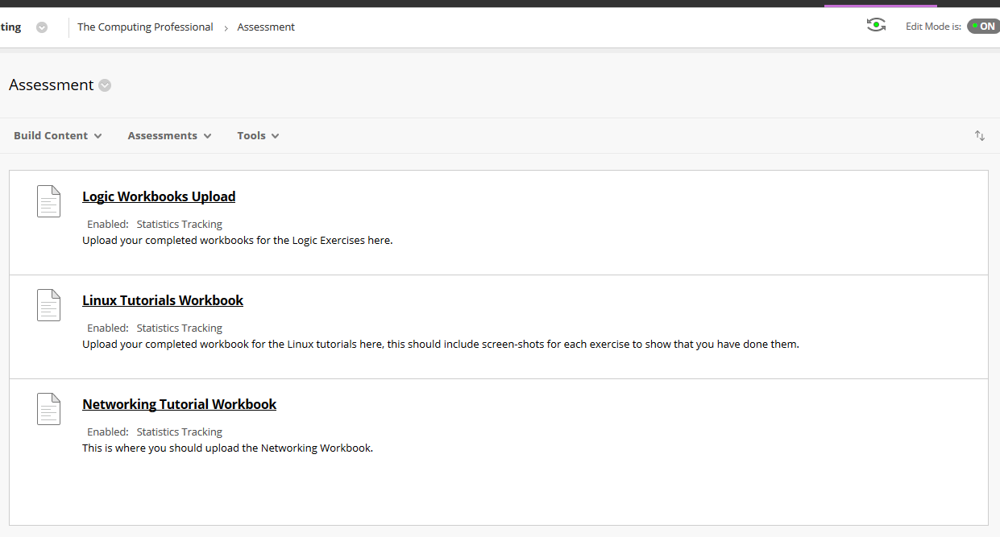 The Computing Professional > Assessment
Edit Mode is: ON
Assessment
Build Content
Assessments
Tools
Logic Workbooks Upload
Enabled: Statistics Tracking
Upload your completed workbooks for the Logic Exercises here.
Linux Tutorials Workbook
Enabled: Statistics Tracking
Upload your completed workbook for the Linux tutorials here, this should include screen-shots for each exercise to show that you have done them.
Networking Tutorial Workbook
Enabled: Statistics Tracking
This is where you should upload the Networking Workbook.